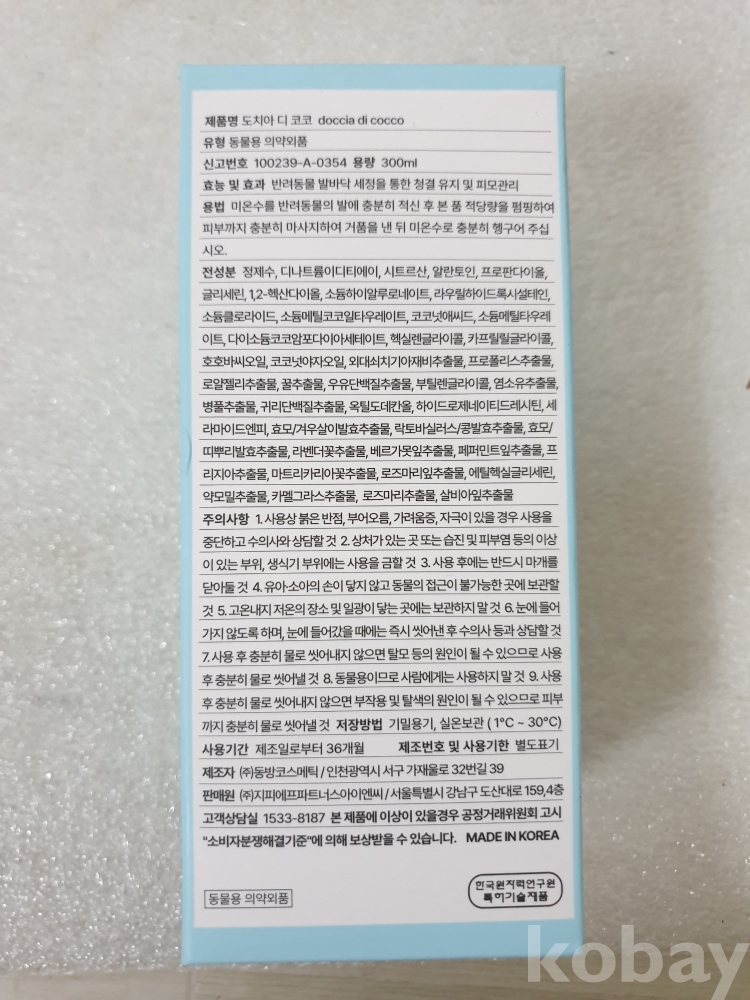 제품명 도치아 디 코코 doccia di cocco
유형 동물용 의약외품
신고번호 100239-A-0354 용량 300ml
효능 및 효과 반려동물 발바닥 세정을 통한 청결 유지 및 피모관리
용법 미온수를 반려동물의 발에 충분히 적신 후 본 품 적당량을 펌핑하여
피부까지 충분히 마사지하여 거품을 낸 뒤 미온수로 충분히 헹구어 주십
시오.
전성분 정제수, 디나트륨이디티에이, 시트르산, 알란토인, 프로판다이올,
글리세린, 1,2-헥산다이올, 소듐하이알루로네이트, 라우릴하이드록시설테인,
소듐클로라이드, 소듐메틸코코일타우레이트, 코코넛애씨드, 소듐메틸타우레
이트, 다이소듐코코암포다이아세테이트, 헥실렌글라이콜, 카프릴릴글라이콜,
호호바씨오일, 코코넛야자오일, 외대쇠치기아재비추출물, 프로폴리스추출물,
로얄젤리추출물, 꿀추출물, 우유단백질추출물, 부틸렌글라이콜, 염소유추출물,
병풀추출물, 귀리단백질추출물, 옥틸도데칸올, 하이드로제네이티드레시틴, 세
라마이드엔피, 효모/겨우살이발효추출물, 락토바실러스/콩발효추출물, 효모/
띠뿌리발효추출물, 라벤더꽃추출물, 베르가못잎추출물, 페퍼민트잎추출물, 프
리지아추출물, 마트리카리아꽃추출물, 로즈마리잎추출물, 에틸헥실글리세린,
약모밀추출물, 카멜그라스추출물, 로즈마리추출물, 살비아잎추출물
주의사항 1. 사용상 붉은 반점, 부어오름, 가려움증, 자극이 있을 경우 사용을
중단하고 수의사와 상담할 것 2. 상처가 있는 곳 또는 습진 및 피부염 등의 이상
이 있는 부위, 생식기 부위에는 사용을 금할 것 3. 사용 후에는 반드시 마개를
닫아둘 것 4. 유아·소아의 손이 닿지 않고 동물의 접근이 불가능한 곳에 보관할
것 5. 고온내지 저온의 장소 및 일광이 닿는 곳에는 보관하지 말 것 6. 눈에 들어
가지 않도록 하며, 눈에 들어갔을 때에는 즉시 씻어낸 후 수의사 등과 상담할 것
7. 사용 후 충분히 물로 씻어내지 않으면 탈모 등의 원인이 될 수 있으므로 사용
후 충분히 물로 씻어낼 것 8. 동물용이므로 사람에게는 사용하지 말 것 9. 사용
후 충분히 물로 씻어내지 않으면 부작용 및 탈색의 원인이 될 수 있으므로 피부
까지 충분히 물로 씻어낼 것 저장방법 기밀용기, 실온보관 ( 1°C ~ 30°C)
사용기간 제조일로부터 36개월 제조번호 및 사용기한 별도표기
제조자 ㈜동방코스메틱 / 인천광역시 서구 가재울로 32번길 39
판매원 ㈜지피에프파트너스아이엔씨 / 서울특별시 강남구 도산대로 159,4층
고객상담실 1533-8187 본 제품에 이상이 있을경우 공정거래위원회 고시
"소비자분쟁해결기준"에 의해 보상받을 수 있습니다. MADE IN KOREA
동물용 의약외품
한국원자력연구원
특허기술제품
kobay